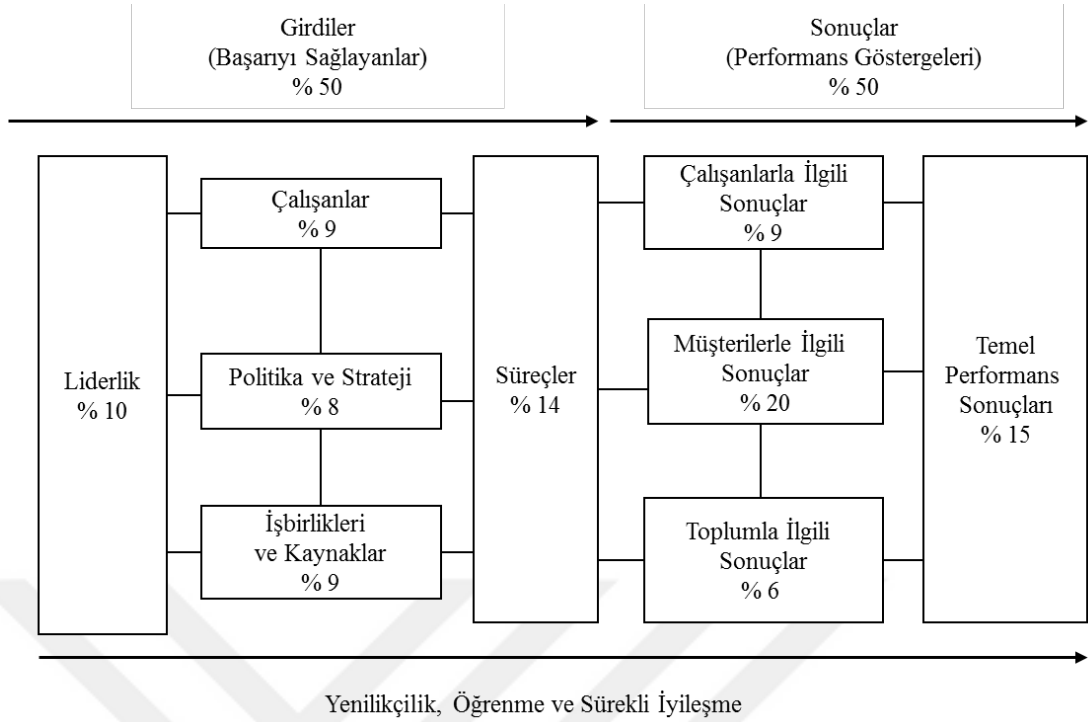 Girdiler
(Başarıyı Sağlayanlar)
% 50
Sonuçlar
(Performans Göstergeleri)
% 50
Liderlik
% 10
Çalışanlar
% 9
Politika ve Strateji
% 8
İşbirlikleri
ve Kaynaklar
% 9
Süreçler
% 14
Çalışanlarla İlgili
Sonuçlar
% 9
Müşterilerle İlgili
Sonuçlar
% 20
Toplumla İlgili
Sonuçlar
% 6
Temel
Performans
Sonuçları
% 15
Yenilikçilik, Öğrenme ve Sürekli İyileşme